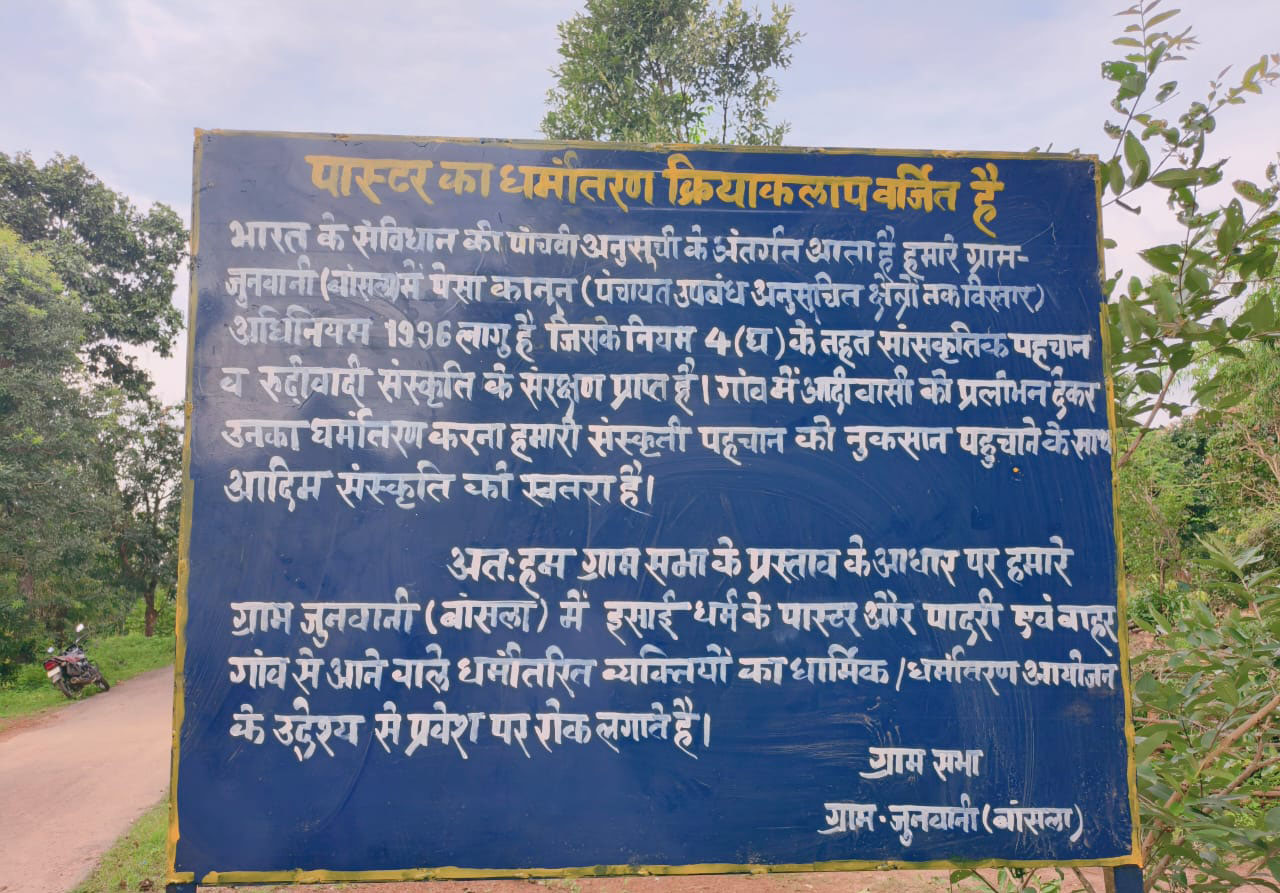 पास्टर का धर्मांतरण क्रियाकलाप वर्जित है
भारत के संविधान की पांचवी अनुसूची के अंतर्गत आता है हमारे ग्राम-
जुनवानी (बांसला) में पेसा कानून (पंचायत उपबंध अनुसूचित क्षेत्रों तक विस्तार)
अधिनियम 1996 लागु है जिसके नियम 4 (घ) के तहत सांसकृतिक पहचान
व रुढ़ीवादी संस्कृति के संरक्षण प्राप्त है। गांव में आदीवासी को प्रलोभन देकर
उनका धर्मांतरण करना हमारी संस्कृती पहचान को नुकसान पहुचाने के साथ
आदिम संस्कृति को खतरा है।
अतः हम ग्राम सभा के प्रस्ताव के आधार पर हमारे
ग्राम जुनवानी (बांसला) में इसाई धर्म के पास्टर और पादरी एवं बाहर
गांव से आने वाले धर्मांतरित व्यक्तियों का धार्मिक /धर्मांतरण आयोजन
के उद्देश्य से प्रवेश पर रोक लगाते है।
ग्राम सभा
ग्राम. जुनवानी (बांसला)